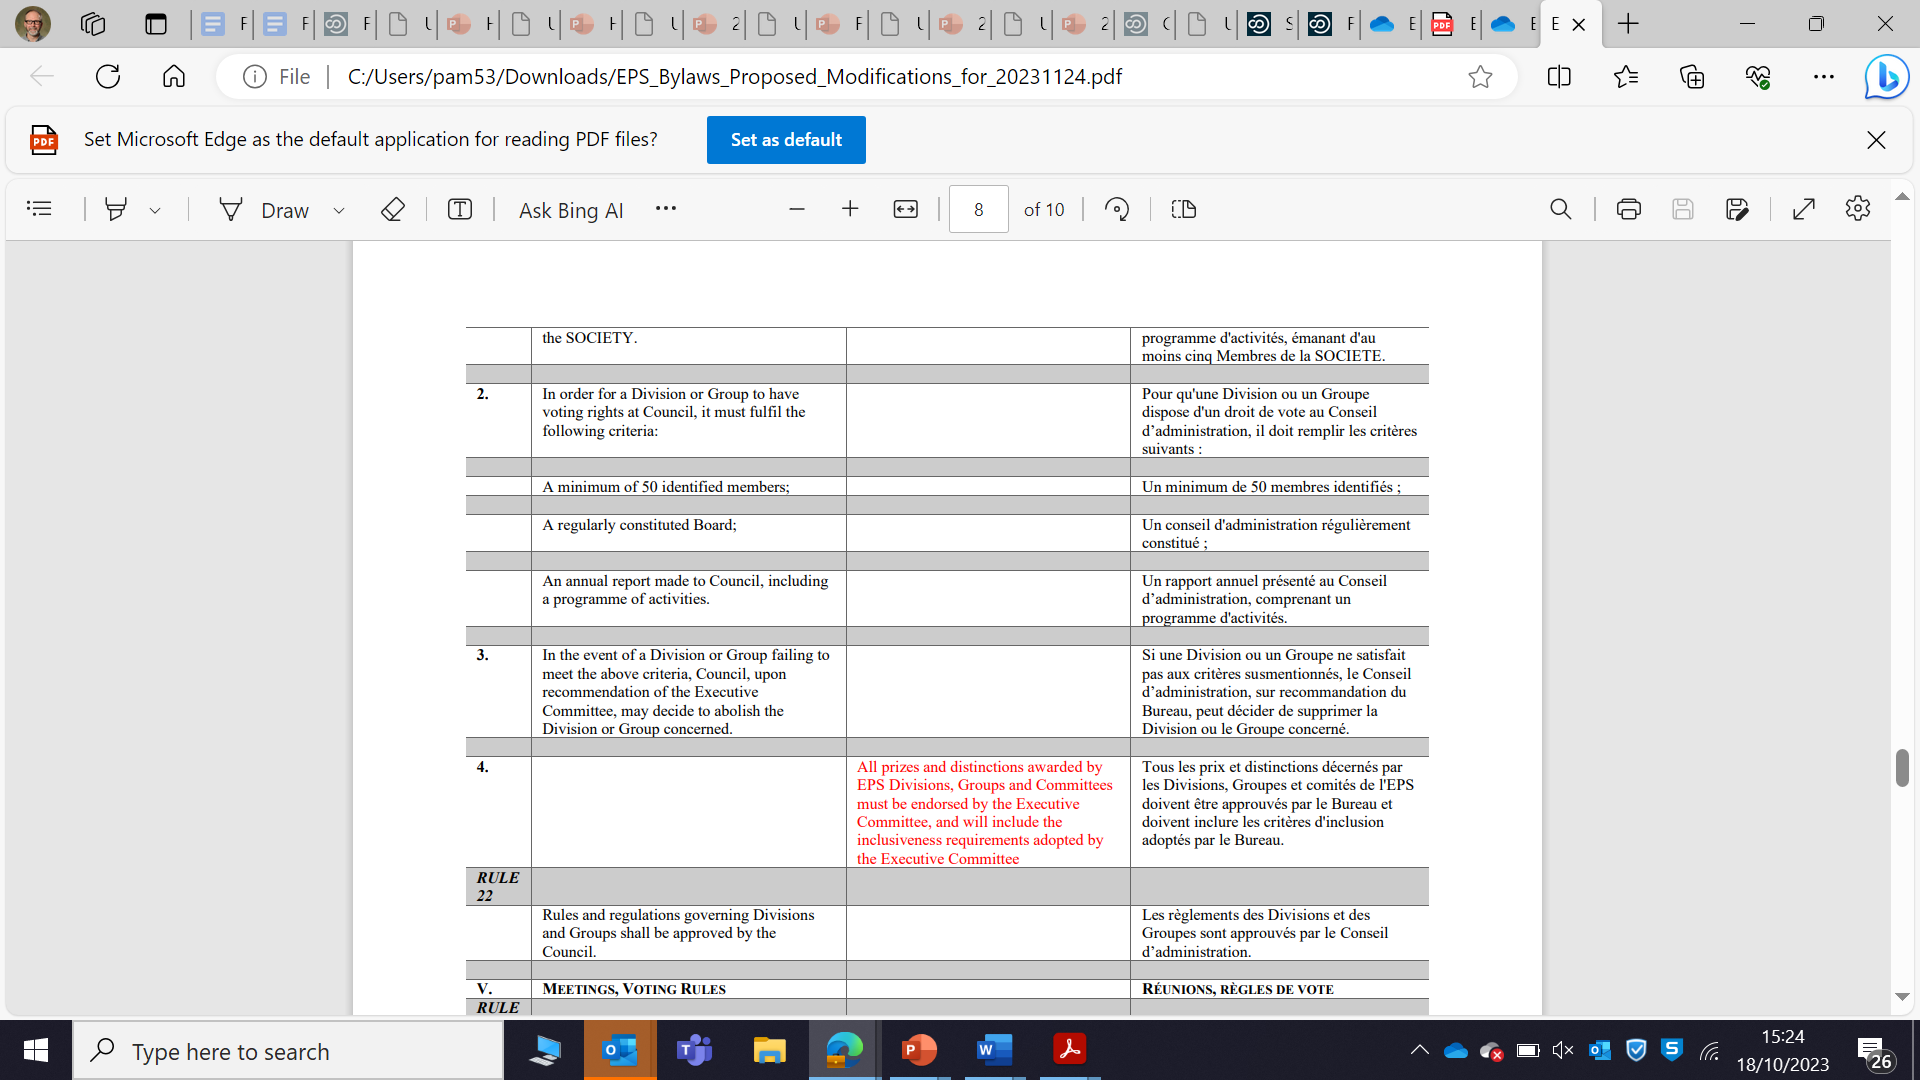 F
F
F
U
H
U
H
U
2
U
F
U
2
U
2
C
U
S
F
E
E
E
E
File
C:/Users/pam53/Downloads/EPS_Bylaws_Proposed_Modifications_for_20231124.pdf
PDF
Set Microsoft Edge as the default application for reading PDF files?
Set as default
Draw
Ask Bing AI
8
of 10
the SOCIETY.
programme d'activités, émanant d'au
moins cinq Membres de la SOCIETE.
2.
In order for a Division or Group to have
voting rights at Council, it must fulfil the
following criteria:
Pour qu'une Division ou un Groupe
dispose d'un droit de vote au Conseil
d’administration, il doit remplir les critères
suivants :
A minimum of 50 identified members;
Un minimum de 50 membres identifiés ;
A regularly constituted Board;
Un conseil d'administration régulièrement
constitué ;
An annual report made to Council, including
a programme of activities.
Un rapport annuel présenté au Conseil
d’administration, comprenant un
programme d'activités.
3.
In the event of a Division or Group failing to
meet the above criteria, Council, upon
recommendation of the Executive
Committee, may decide to abolish the
Division or Group concerned.
Si une Division ou un Groupe ne satisfait
pas aux critères susmentionnés, le Conseil
d’administration, sur recommandation du
Bureau, peut décider de supprimer la
Division ou le Groupe concerné.
4.
All prizes and distinctions awarded by
EPS Divisions, Groups and Committees
must be endorsed by the Executive
Committee, and will include the
inclusiveness requirements adopted by
the Executive Committee
Tous les prix et distinctions décernés par
les Divisions, Groupes et comités de l'EPS
doivent être approuvés par le Bureau et
doivent inclure les critères d'inclusion
adoptés par le Bureau.
RULE
22
Rules and regulations governing Divisions
and Groups shall be approved by the
Council.
Les règlements des Divisions et des
Groupes sont approuvés par le Conseil
d’administration.
V.
MEETINGS, VOTING RULES
RÉUNIONS, RÈGLES DE VOTE
RULE
Type here to search
15:24
18/10/2023
26